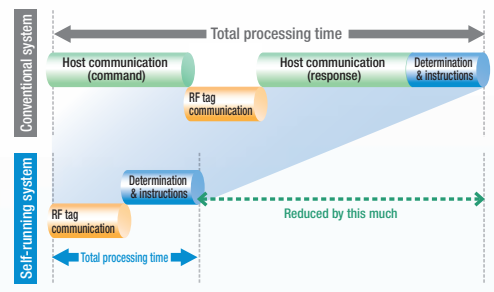 Conventional system
Total processing time
Host communication
(command)
RF tag
communication
Host communication
(response)
Determination
& instructions
Self-running system
Determination
& instructions
RF tag
communication
Reduced by this much
Total processing time